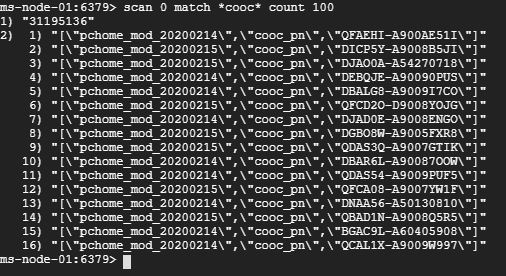 ms-node-01:6379> scan 0 match *cooc* count 100
1) "31195136"
2)  1) "[\"pchome_mod_20200214\",\"cooc_pn\",\"QFAEHI-A900AE51I\"]"
    2) "[\"pchome_mod_20200215\",\"cooc_pn\",\"DICP5Y-A9008B5JI\"]"
    3) "[\"pchome_mod_20200214\",\"cooc_pn\",\"DJAO0A-A54270718\"]"
    4) "[\"pchome_mod_20200214\",\"cooc_pn\",\"DEBQJE-A90090PUS\"]"
    5) "[\"pchome_mod_20200214\",\"cooc_pn\",\"DBALG8-A9009I7CO\"]"
    6) "[\"pchome_mod_20200214\",\"cooc_pn\",\"QFCD2O-D9008YOJG\"]"
    7) "[\"pchome_mod_20200214\",\"cooc_pn\",\"DJAD0E-A9008ENGO\"]"
    8) "[\"pchome_mod_20200215\",\"cooc_pn\",\"DGBO8W-A9005FXR8\"]"
    9) "[\"pchome_mod_20200215\",\"cooc_pn\",\"QDAS3Q-A9007GTIK\"]"
   10) "[\"pchome_mod_20200214\",\"cooc_pn\",\"DBAR6L-A90087OOW\"]"
   11) "[\"pchome_mod_20200214\",\"cooc_pn\",\"QDAS54-A9009PUF5\"]"
   12) "[\"pchome_mod_20200215\",\"cooc_pn\",\"QFCA08-A9007YW1F\"]"
   13) "[\"pchome_mod_20200214\",\"cooc_pn\",\"DNAA56-A50130810\"]"
   14) "[\"pchome_mod_20200215\",\"cooc_pn\",\"QBAD1N-A9008Q5R5\"]"
   15) "[\"pchome_mod_20200214\",\"cooc_pn\",\"BGAC9L-A60405908\"]"
   16) "[\"pchome_mod_20200214\",\"cooc_pn\",\"QCAL1X-A9009W997\"]"
ms-node-01:6379>